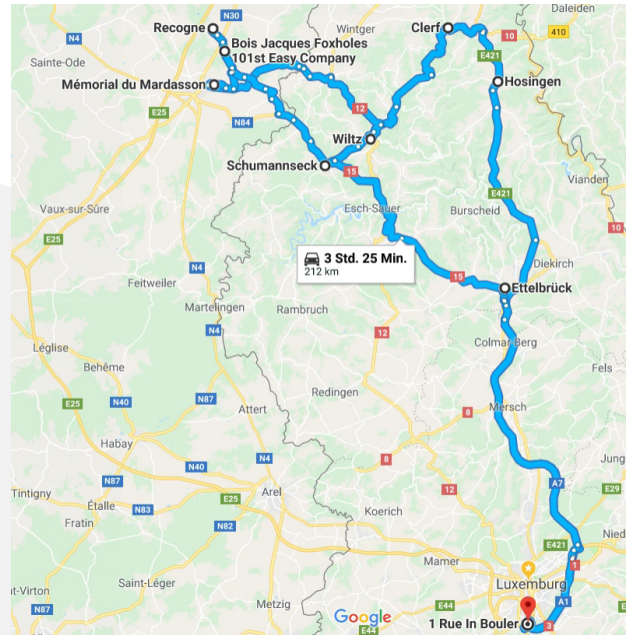 Recogne
N30
N4
Wintger
Clerf
Daleiden
10
410
Sainte-Ode
Bois Jacques Foxholes
101st Easy Company
E421
Hosingen
Mémorial du Mardasson
E25
12
N84
Wiltz
Schumannseck
15
Vianden
Esch-Sauer
Burscheid
E421
10
Vaux-sur-Sûre
E25
3 Std. 25 Min.
212 km
Diekirch
N4
Feitweiler
15
Ettelbrück
Martelingen
Rambruch
12
Colmar-Berg
Fels
Léglise
Behême
N87
Redingen
Mersch
E25
N40
Attert
8
Habay
N4
8
A7
Jung
N87
N40
12
E29
Tintigny
Étalle
N83
E25
Arel
Koerich
Fratin
N82
E421
Nied
Mamer
1
Luxemburg
t-Virton
Saint-Léger
E44
A1
Metzig
Google
1 Rue In Bouler
N87
E44
3